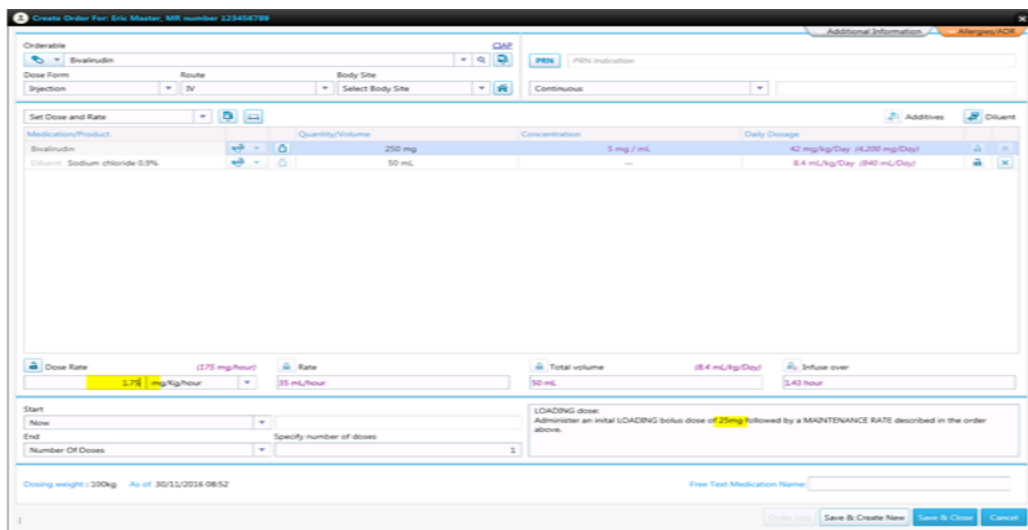 Create Order For: Eric Master, MR number 123456789
Additional Information Allergies/ADR
Orderable CIAP
Bivalirudin PRN PRN Indication
Dose Form Route Body Site
Injection IV Select Body Site Continuous
Set Dose and Rate Additives Diluent
Medication/Product Quantity/Volume Concentration Daily Dosage
Bivalirudin 250 mg 5 mg / mL 42 mg/kg/Day (4,200 mg/Day)
Diluent Sodium chloride 0.9% 50 mL — 8.4 mL/kg/Day (840 mL/Day)
Dose Rate (175 mg/hour) Rate Total volume (8.4 mL/kg/Day) Infuse over
1.75 mg/Kg/hour 35 mL/hour 50 mL 1.43 hour
Start
Now
End Specify number of doses
Number Of Doses 1
LOADING dose:
Administer an inital LOADING bolus dose of 25mg followed by a MAINTENANCE RATE described in the order
above.
Dosing weight : 100kg As of 30/11/2016 08:52 Free Text Medication Name:
Order Log Save & Create New Save & Close Cancel